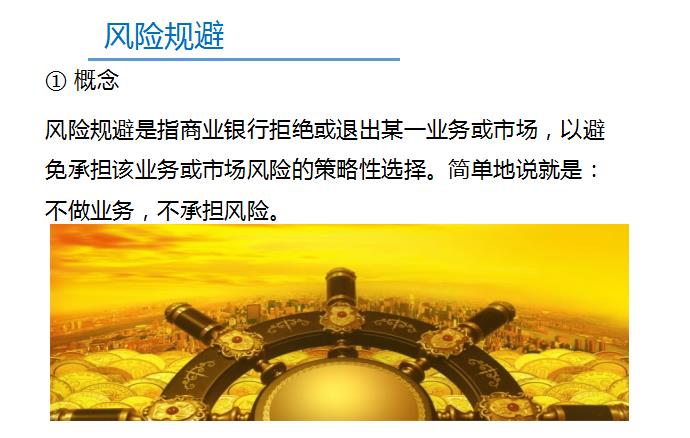 风险规避
① 概念
风险规避是指商业银行拒绝或退出某一业务或市场，以避
免承担该业务或市场风险的策略性选择。简单地说就是：
不做业务，不承担风险。